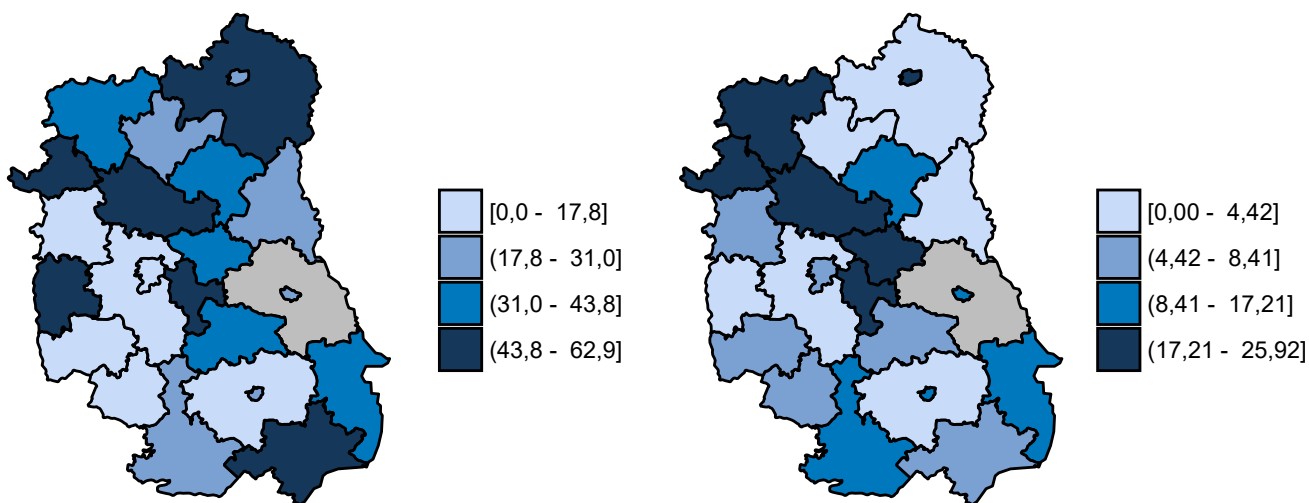 [0,0 - 17,8]
(17,8 - 31,0]
(31,0 - 43,8]
(43,8 - 62,9]
[0,00 - 4,42]
(4,42 - 8,41]
(8,41 - 17,21]
(17,21 - 25,92]